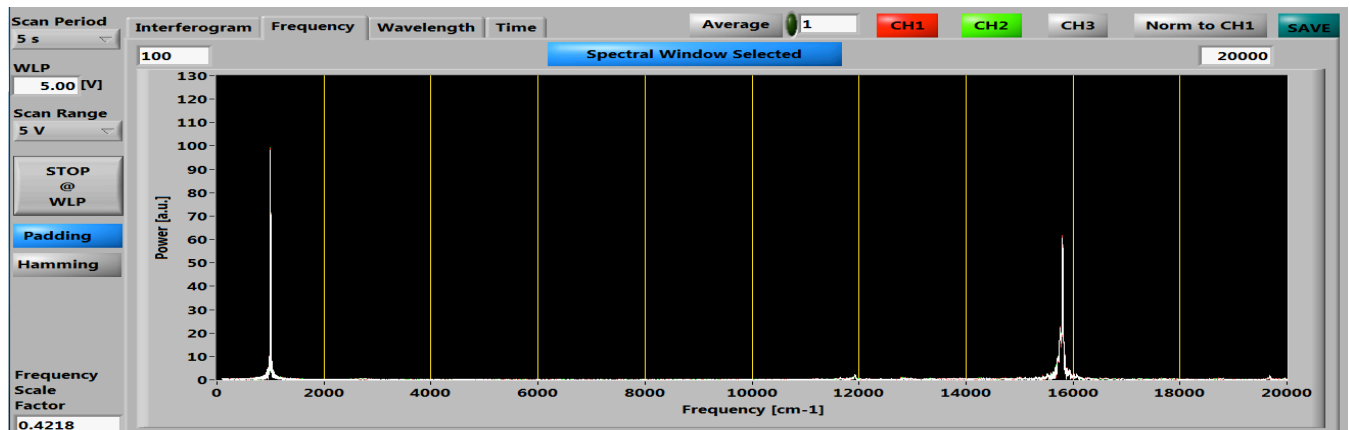 Scan Period
5 s
Interferogram Frequency Wavelength Time
Average 1 CH1 CH2 CH3 Norm to CH1 SAVE
WLP
5.00 [V]
Scan Range
5 V
STOP
@
WLP
Padding
Hamming
Frequency
Scale
Factor
0.4218
100 Spectral Window Selected 20000
Power [a.u.]
130
120
110
100
90
80
70
60
50
40
30
20
10
0
0 2000 4000 6000 8000 10000 12000 14000 16000 18000 20000
Frequency [cm-1]